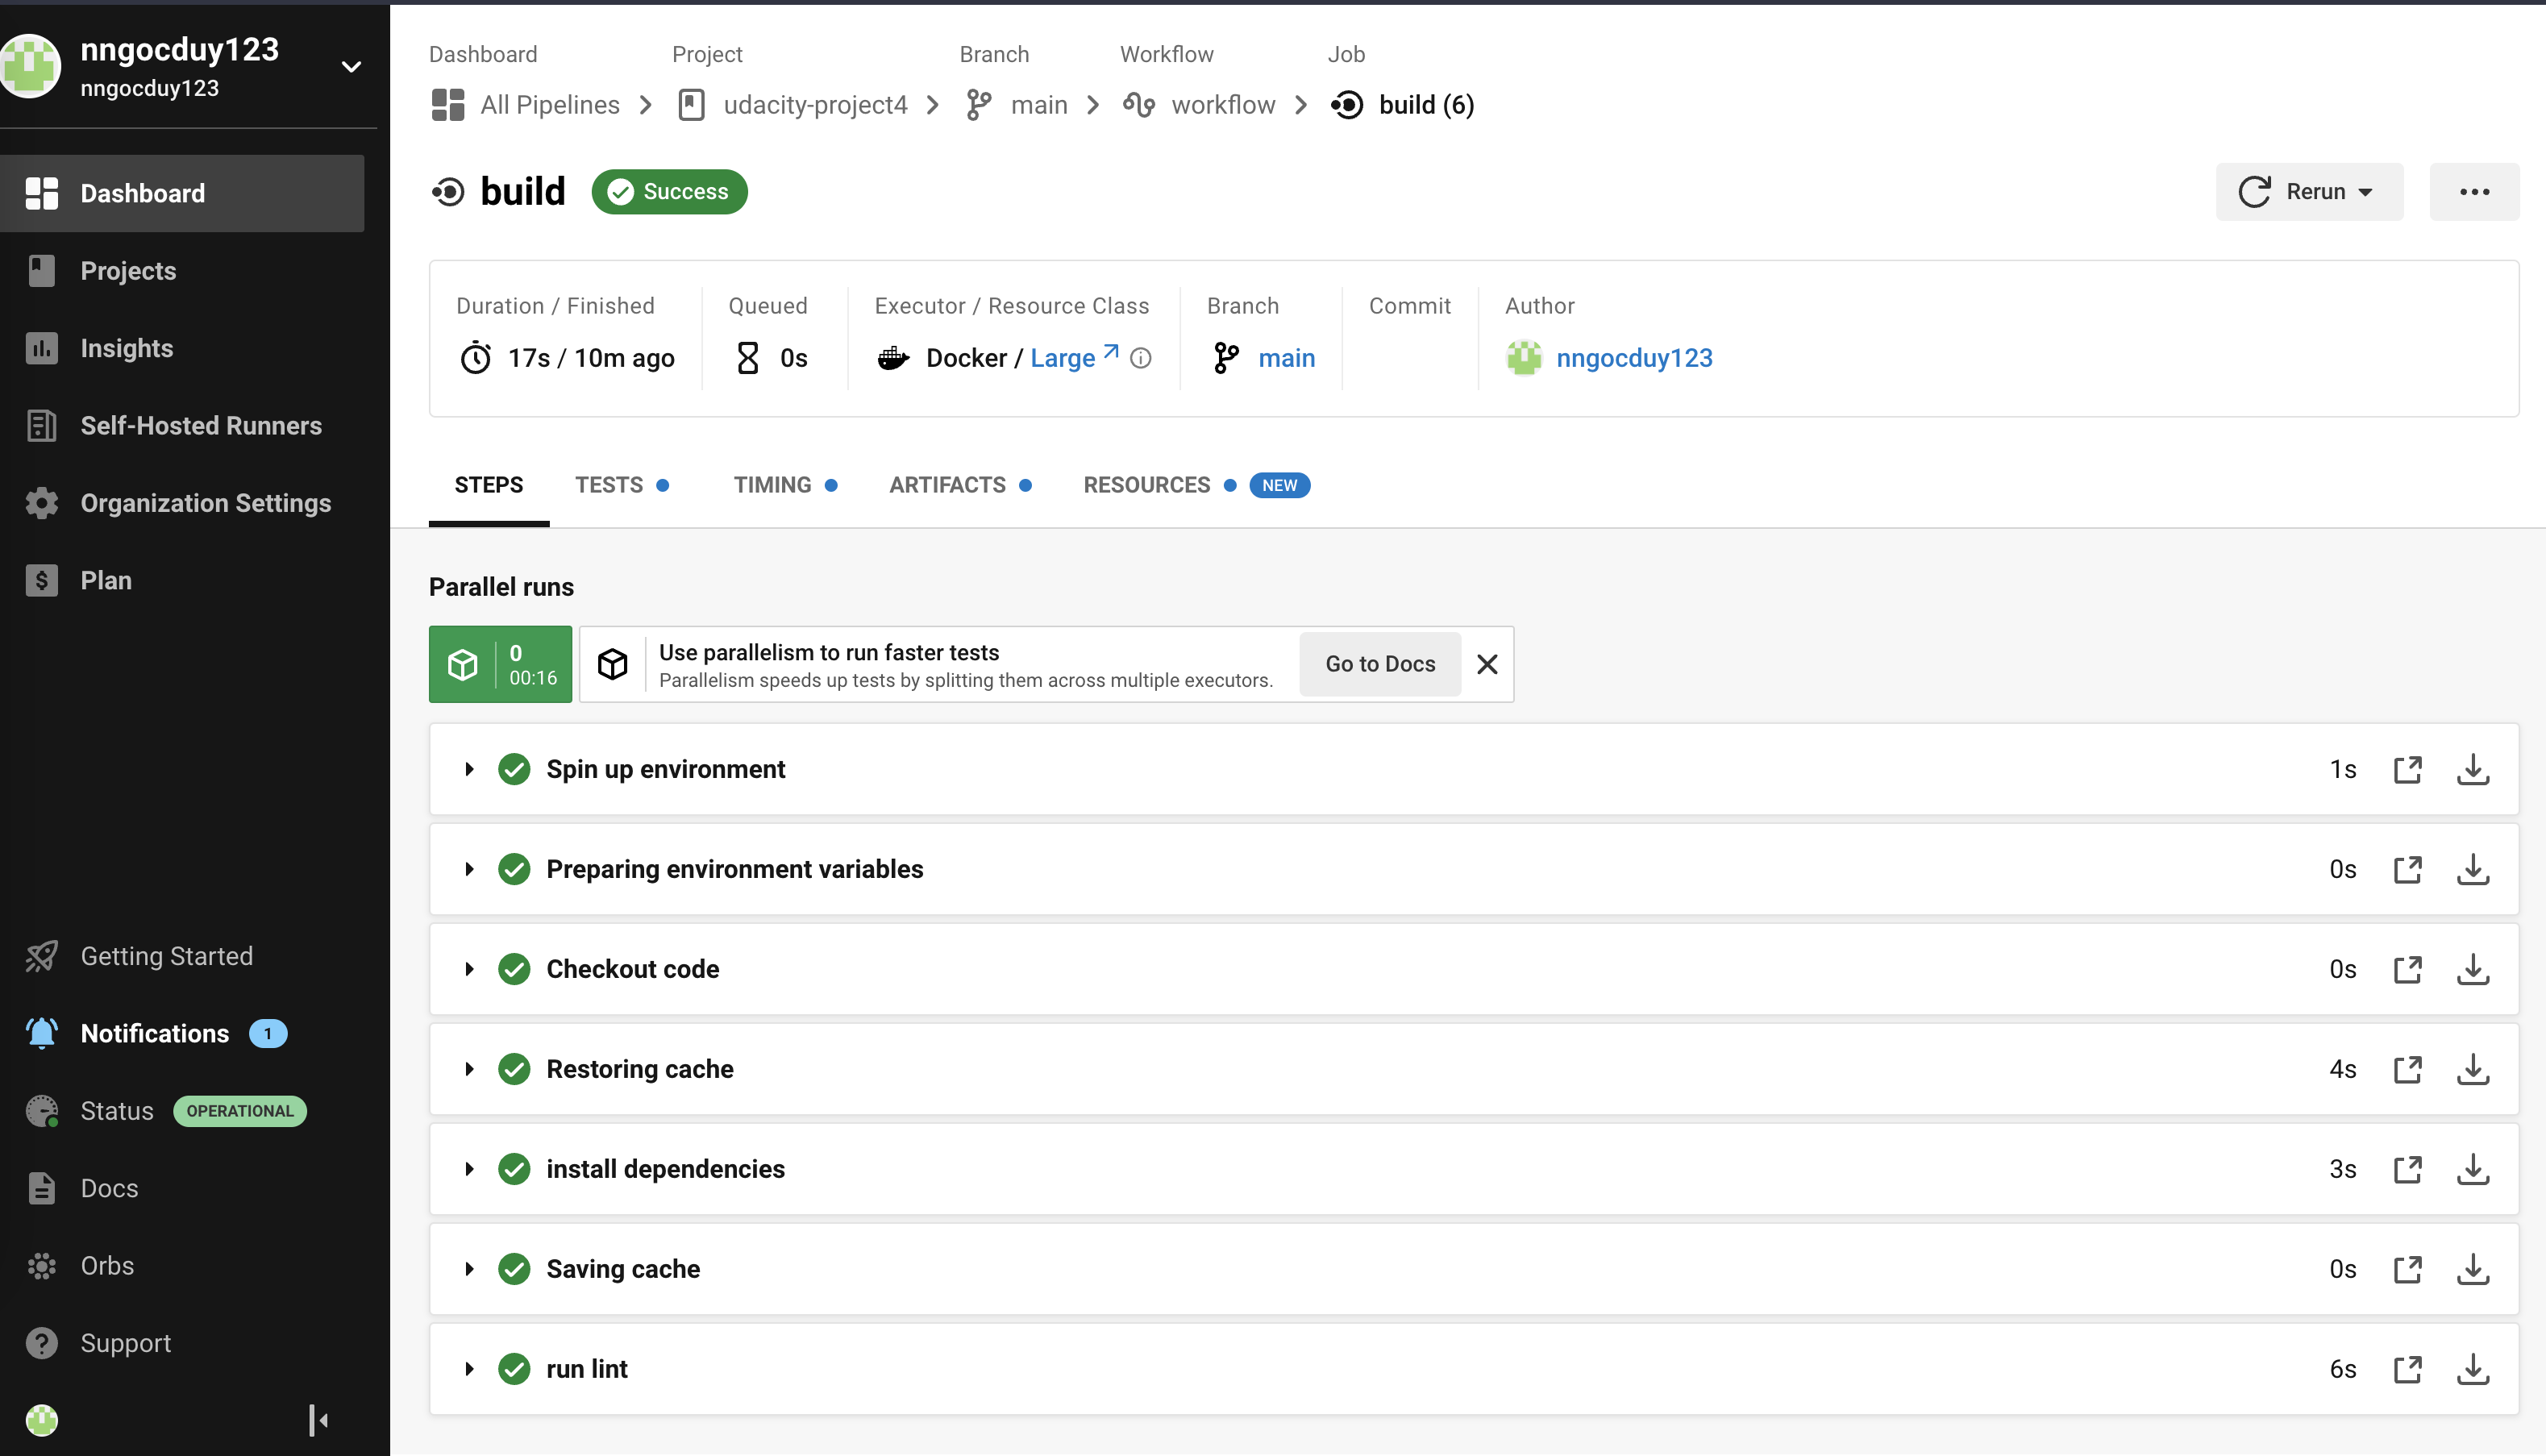 nngocduy123
nngocduy123
Dashboard
Projects
Insights
Self-Hosted Runners
Organization Settings
Plan
Getting Started
Notifications 1
Status OPERATIONAL
Docs
Orbs
Support
Dashboard Project Branch Workflow Job
All Pipelines udacity-project4 main workflow build (6)
build Success Rerun
Duration / Finished Queued Executor / Resource Class Branch Commit Author
17s / 10m ago 0s Docker / Large main nngocduy123
STEPS TESTS TIMING ARTIFACTS RESOURCES NEW
Parallel runs
0
00:16
Use parallelism to run faster tests
Parallelism speeds up tests by splitting them across multiple executors.
Go to Docs
Spin up environment 1s
Preparing environment variables 0s
Checkout code 0s
Restoring cache 4s
install dependencies 3s
Saving cache 0s
run lint 6s